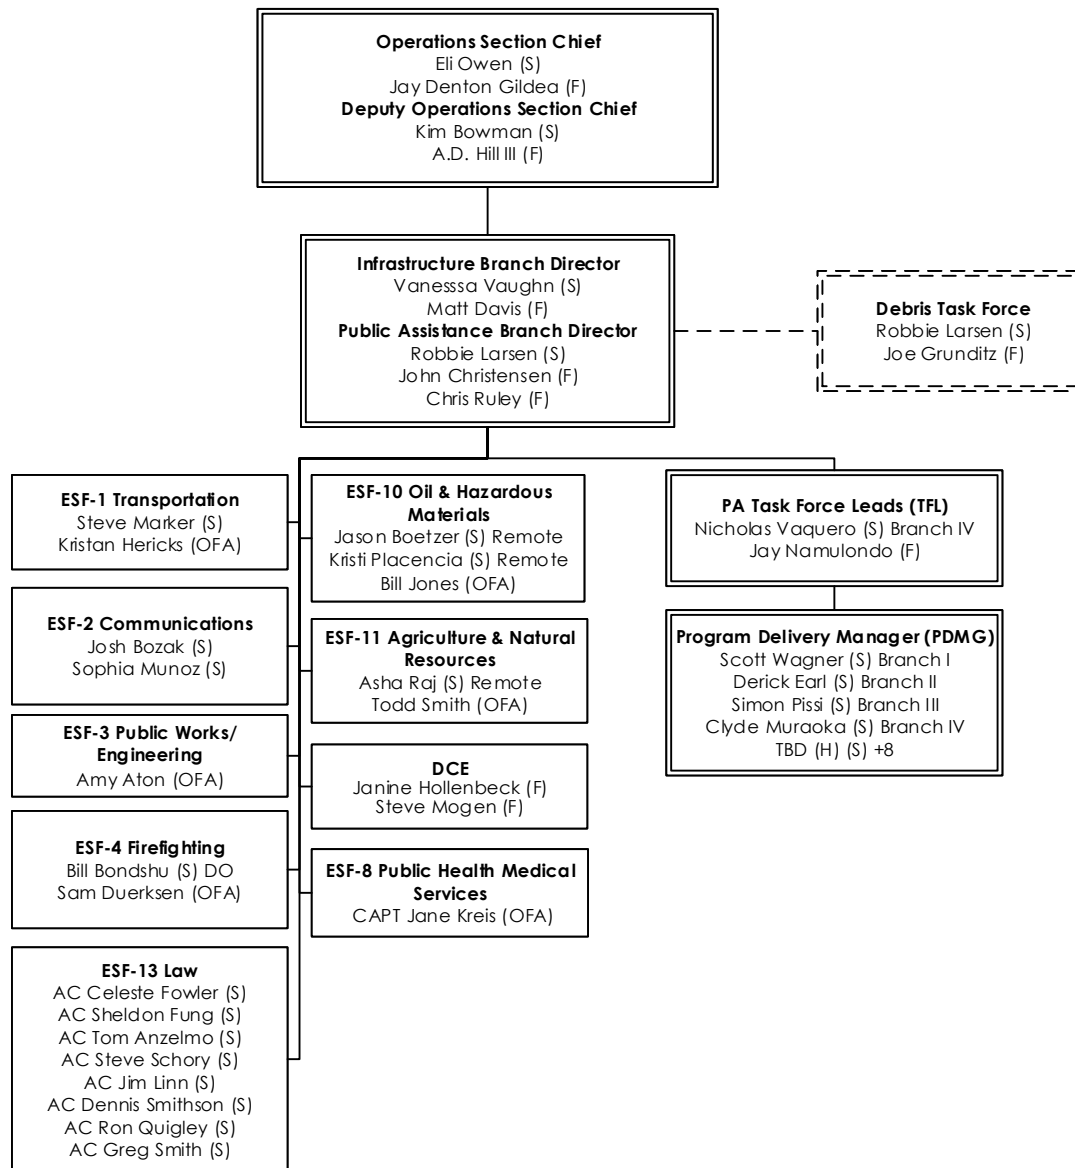 Operations Section Chief
Eli Owen (S)
Jay Denton Gildea (F)
Deputy Operations Section Chief
Kim Bowman (S)
A.D. Hill III (F)
Infrastructure Branch Director
Vanesssa Vaughn (S)
Matt Davis (F)
Public Assistance Branch Director
Robbie Larsen (S)
John Christensen (F)
Chris Ruley (F)
Debris Task Force
Robbie Larsen (S)
Joe Grunditz (F)
ESF-1 Transportation
Steve Marker (S)
Kristan Hericks (OFA)
ESF-2 Communications
Josh Bozak (S)
Sophia Munoz (S)
ESF-3 Public Works/
Engineering
Amy Aton (OFA)
ESF-4 Firefighting
Bill Bondshu (S) DO
Sam Duerksen (OFA)
ESF-13 Law
AC Celeste Fowler (S)
AC Sheldon Fung (S)
AC Tom Anzelmo (S)
AC Steve Schory (S)
AC Jim Linn (S)
AC Dennis Smithson (S)
AC Ron Quigley (S)
AC Greg Smith (S)
ESF-10 Oil & Hazardous
Materials
Jason Boetzer (S) Remote
Kristi Placencia (S) Remote
Bill Jones (OFA)
ESF-11 Agriculture & Natural
Resources
Asha Raj (S) Remote
Todd Smith (OFA)
DCE
Janine Hollenbeck (F)
Steve Mogen (F)
ESF-8 Public Health Medical
Services
CAPT Jane Kreis (OFA)
PA Task Force Leads (TFL)
Nicholas Vaquero (S) Branch IV
Jay Namulondo (F)
Program Delivery Manager (PDMG)
Scott Wagner (S) Branch I
Derick Earl (S) Branch II
Simon Pissi (S) Branch III
Clyde Muraoka (S) Branch IV
TBD (H) (S) +8